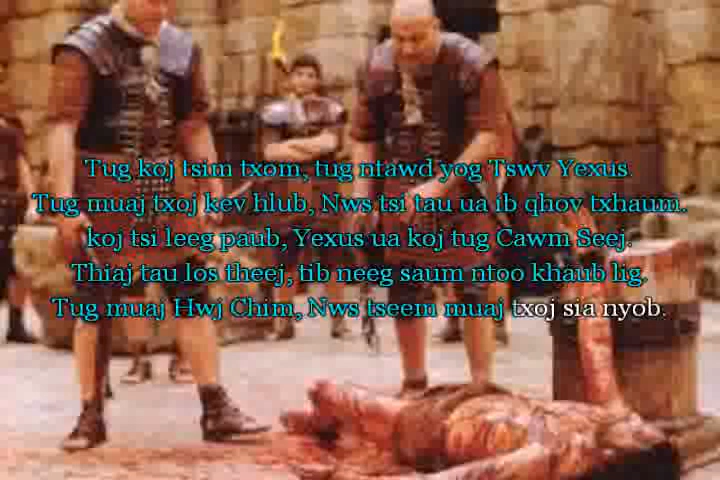 Tug koj tsim txom, tug ntawd yog Tswv Yexus.
Tug muaj txoj kev hlub, Nws tsi tau ua ib qhov txhaum.
koj tsi leeg paub, Yexus ua koj tug Cawm Seej.
Thiaj tau los theej, tib neeg saum ntoo khaub lig.
Tug muaj Hwj Chim, Nws tseem muaj txoj sia nyob.